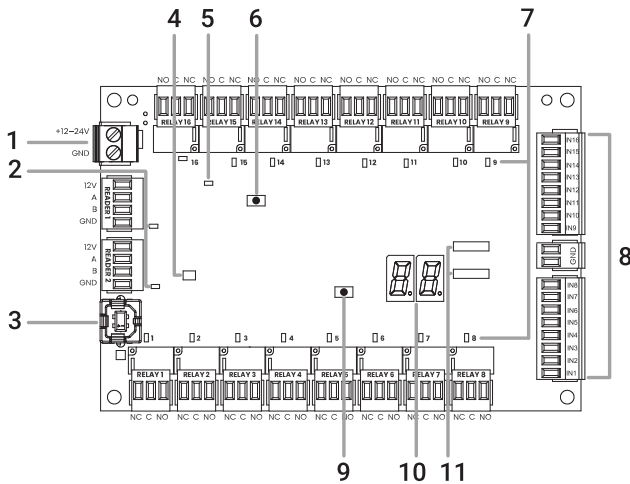 4 5 6 7
NO C NC NO C NC NO C NC NO C NC NO C NC NO C NC NO C NC NO C NC
RELAY 16 RELAY 15 RELAY 14 RELAY 13 RELAY 12 RELAY 11 RELAY 10 RELAY 9
1
+12–24V
GND
16 15 14 13 12 11 10 9
2
12V
A
B
GND
READER 1
12V
A
B
GND
READER 2
3
IN16
IN15
IN14
IN13
IN12
IN11
IN10
IN9
GND
8
IN8
IN7
IN6
IN5
IN4
IN3
IN2
IN1
8.8.
1 2 3 4 5 6 7 8
RELAY 1 RELAY 2 RELAY 3 RELAY 4 RELAY 5 RELAY 6 RELAY 7 RELAY 8
NC C NO NC C NO NC C NO NC C NO NC C NO NC C NO NC C NO NC C NO
9 10 11